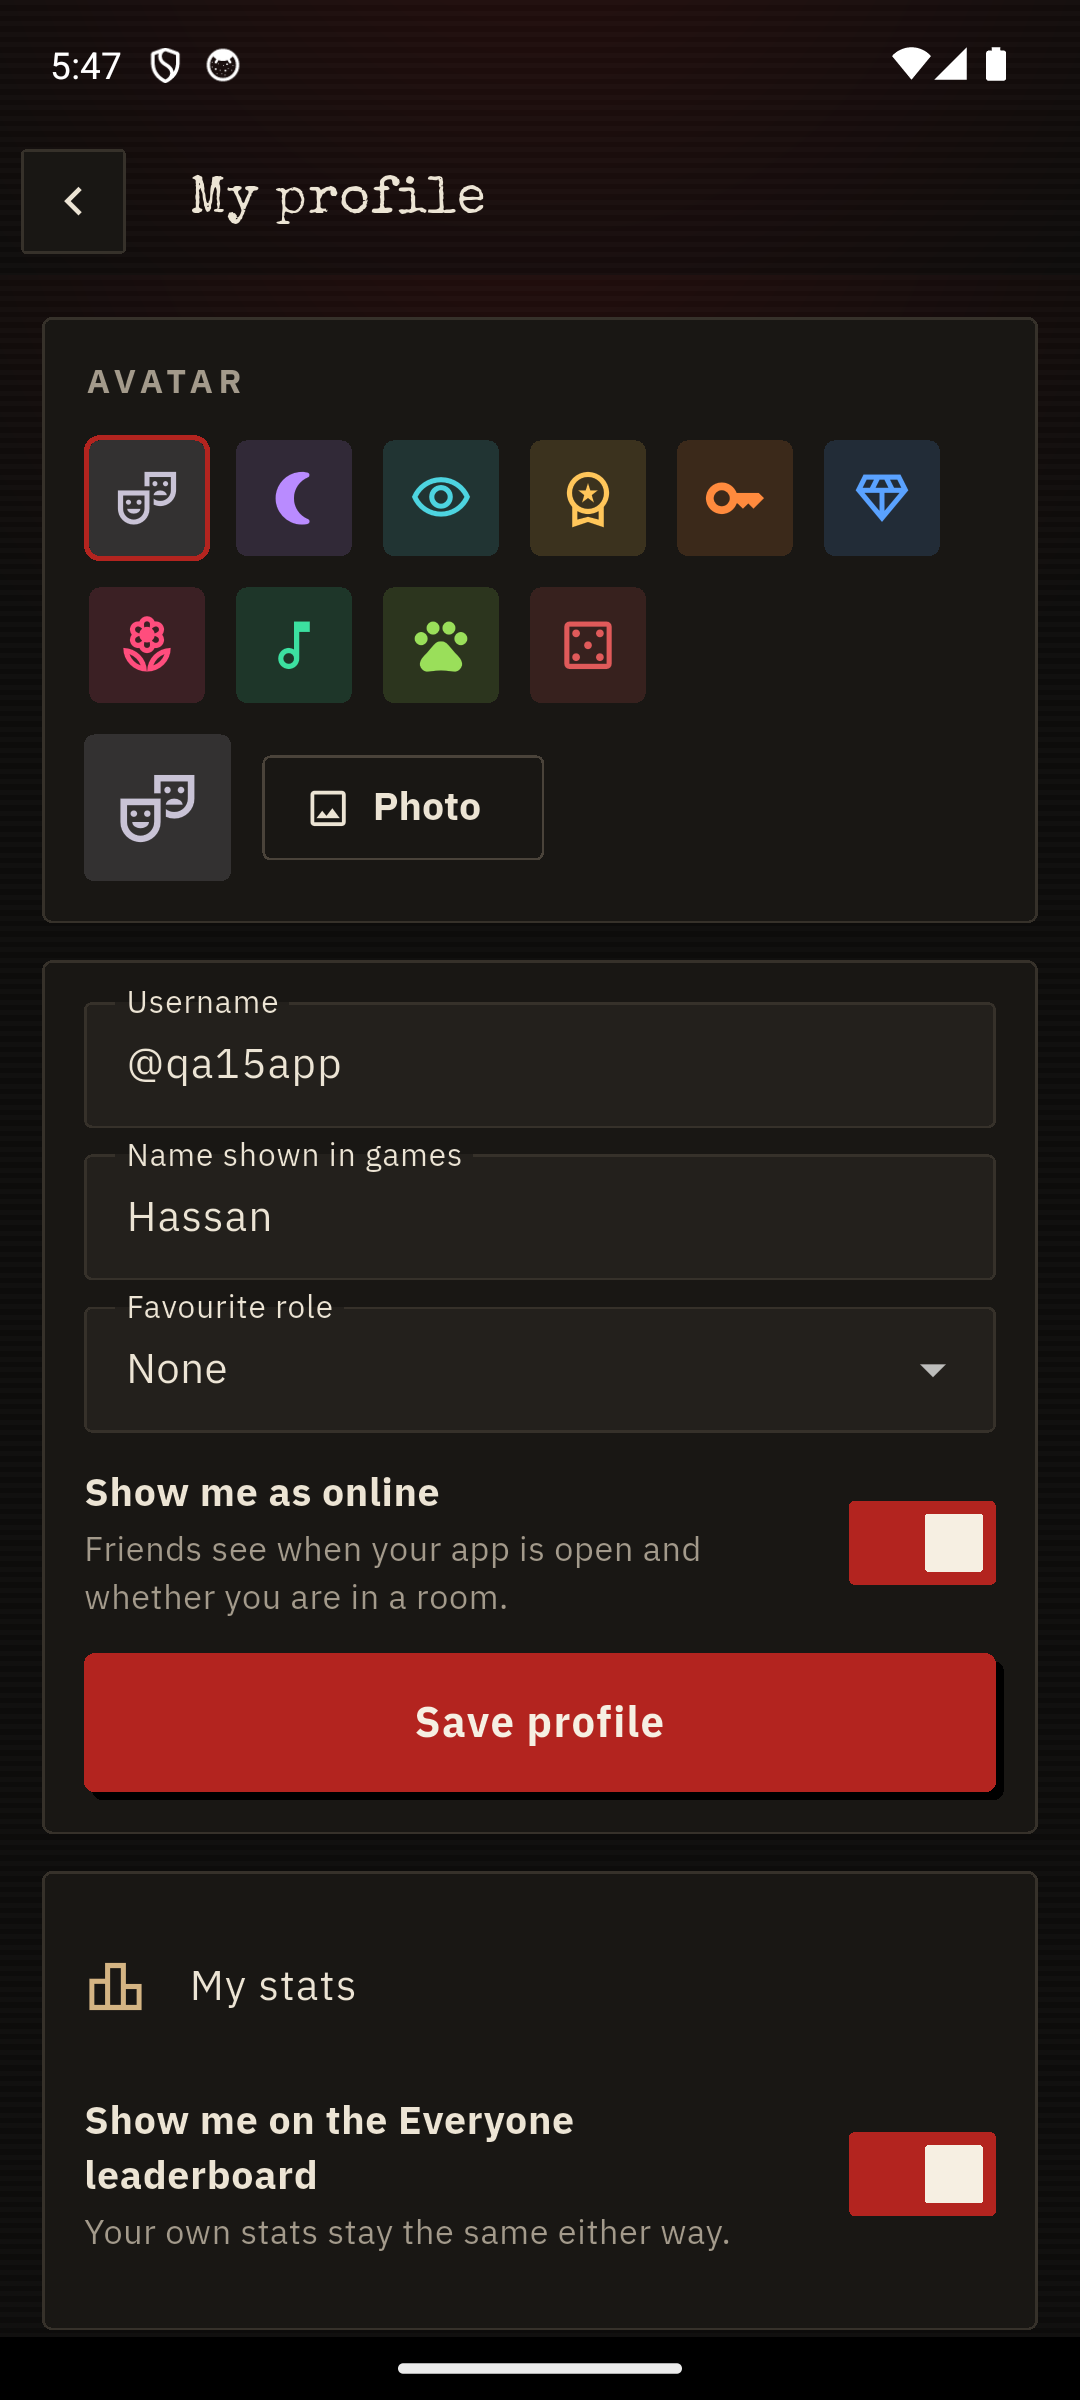 5:47
My profile
AVATAR
Photo
Username
@qa15app
Name shown in games
Hassan
Favourite role
None
Show me as online
Friends see when your app is open and
whether you are in a room.
Save profile
My stats
Show me on the Everyone
leaderboard
Your own stats stay the same either way.